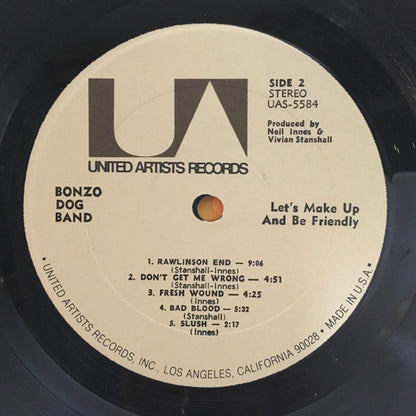 UA
UNITED ARTISTS RECORDS
SIDE 2
STEREO
UAS-5584
Produced by
Neil Innes &
Vivian Stanshall
BONZO
DOG
BAND
Let's Make Up
And Be Friendly
1. RAWLINSON END — 9:06
(Stanshall-Innes)
2. DON'T GET ME WRONG — 4:51
(Stanshall-Innes)
3. FRESH WOUND — 4:25
(Innes)
4. BAD BLOOD — 5:32
(Stanshall)
5. SLUSH — 2:17
(Innes)
• UNITED ARTISTS RECORDS, INC., LOS ANGELES, CALIFORNIA 90028 • MADE IN U.S.A. •